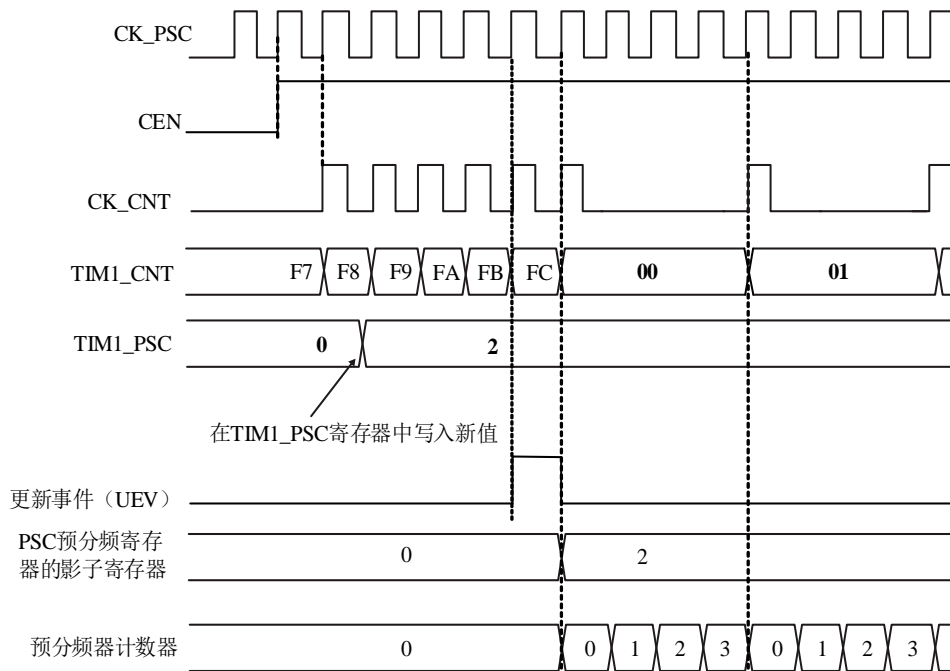 CK_PSC
CEN
CK_CNT
TIM1_CNT F7 F8 F9 FA FB FC 00 01
TIM1_PSC 0 2
在TIM1_PSC寄存器中写入新值
更新事件（UEV）
PSC预分频寄存
器的影子寄存器 0 2
预分频器计数器 0 0 1 2 3 0 1 2 3